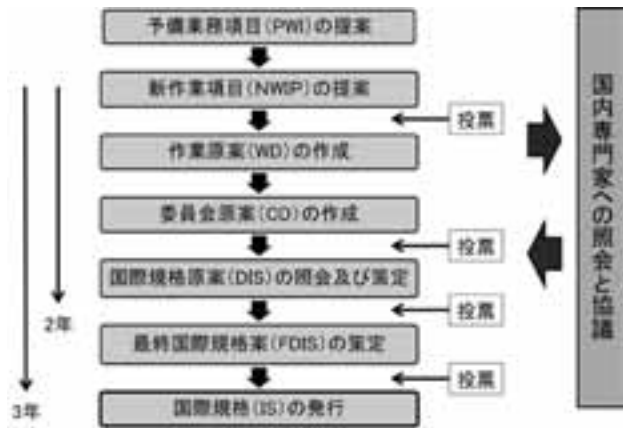 予備業務項目(PWI)の提案
新作業項目(NWIP)の提案
投票
作業原案(WD)の作成
委員会原案(CD)の作成
投票
国際規格原案(DIS)の照会及び策定
投票
最終国際規格案(FDIS)の策定
投票
国際規格(IS)の発行
2年
3年
国内専門家への照会と協議